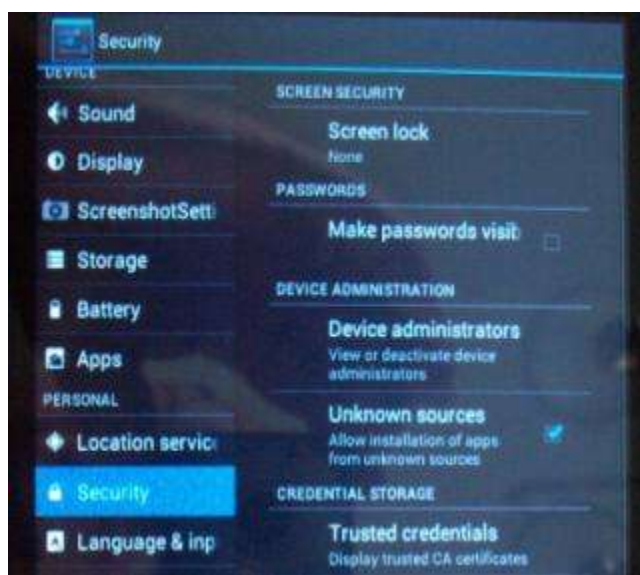 Security
DEVICE
Sound
Display
ScreenshotSetti
Storage
Battery
Apps
PERSONAL
Location servic
Security
Language & inp
SCREEN SECURITY
Screen lock
None
PASSWORDS
Make passwords visib
DEVICE ADMINISTRATION
Device administrators
View or deactivate device
administrators
Unknown sources
Allow installation of apps
from unknown sources
CREDENTIAL STORAGE
Trusted credentials
Display trusted CA certificates